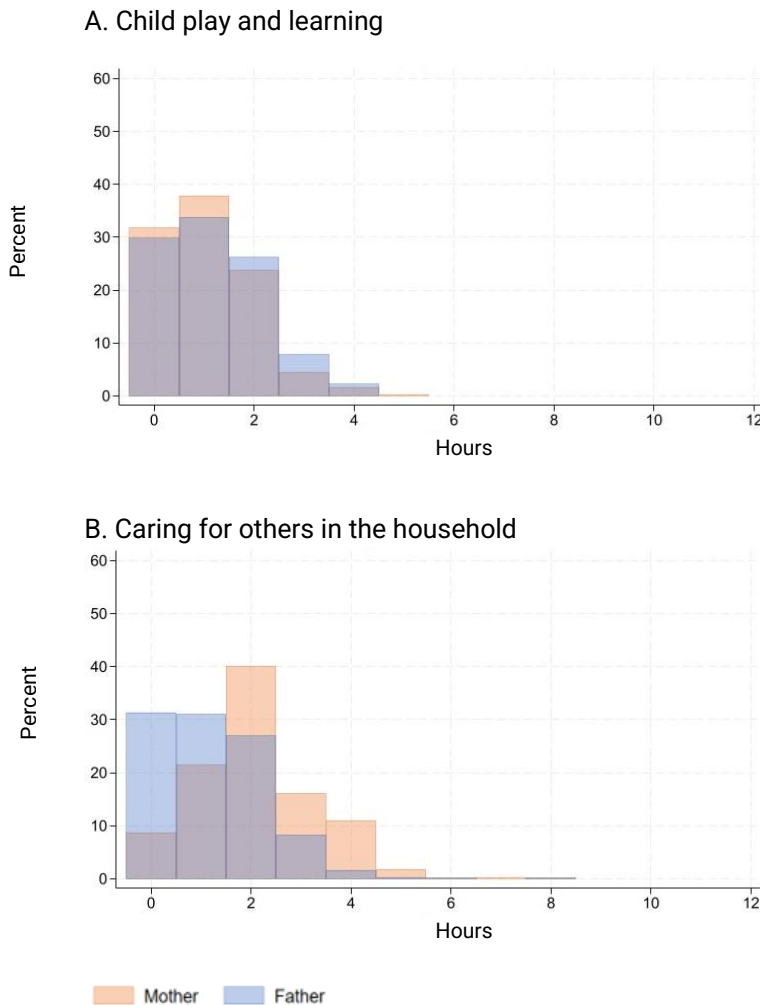 A. Child play and learning
60
50
40
30
20
10
0
Percent
0 2 4 6 8 10 12
Hours
B. Caring for others in the household
60
50
40
30
20
10
0
Percent
0 2 4 6 8 10 12
Hours
Mother Father